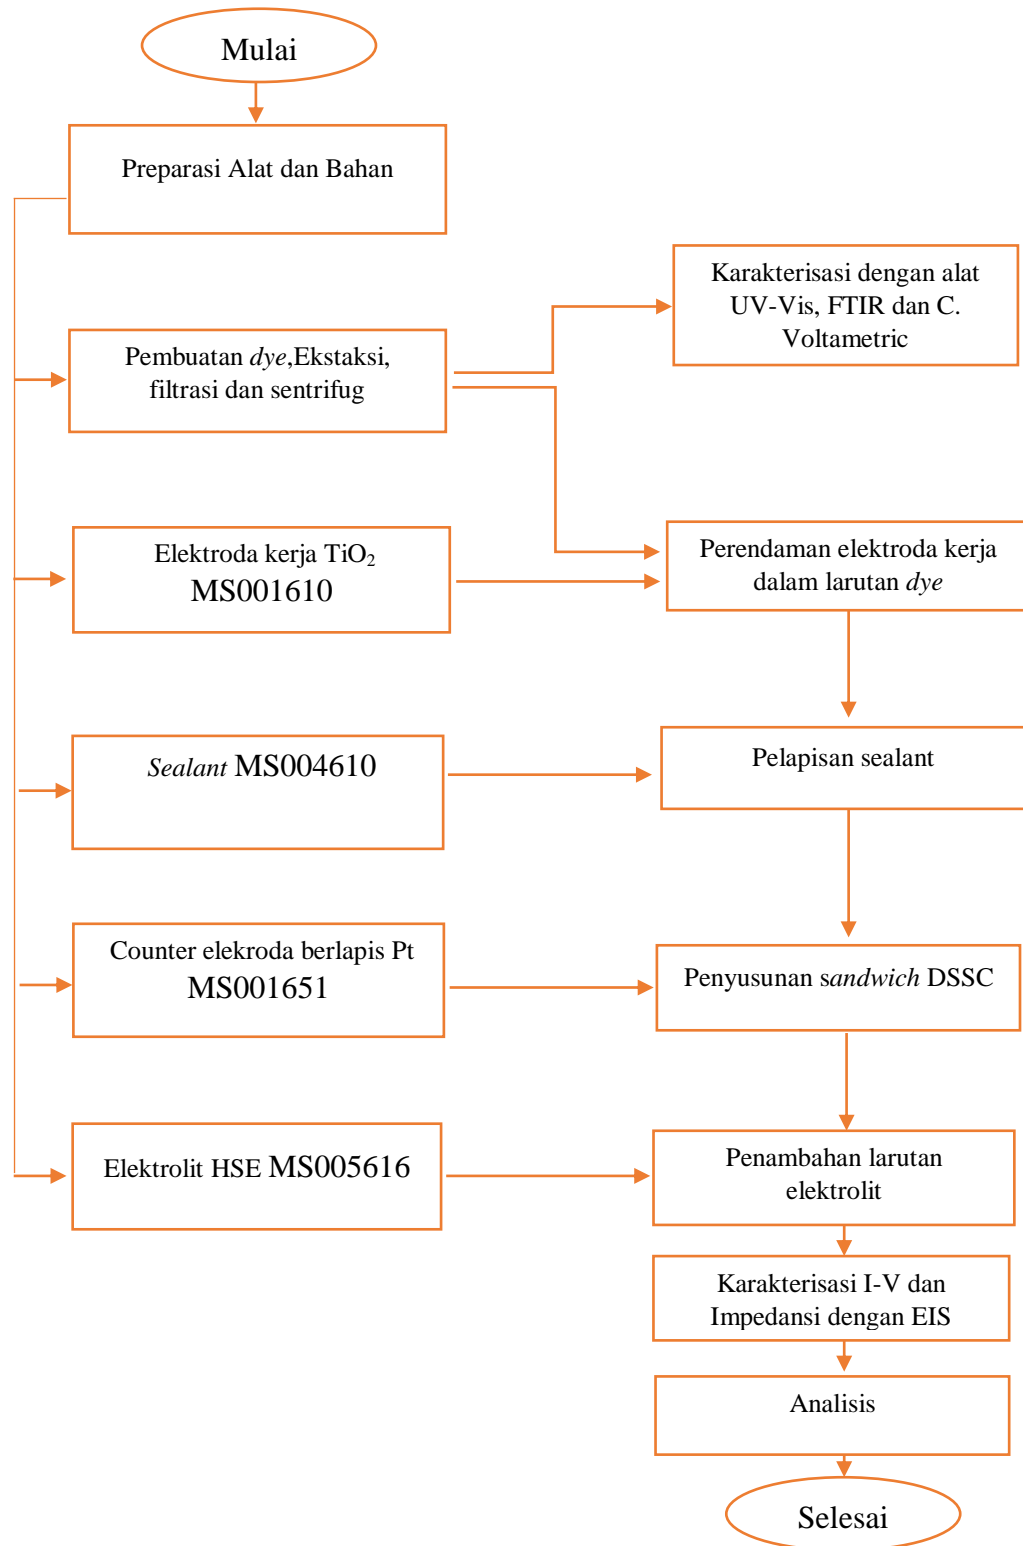 Mulai
Preparasi Alat dan Bahan
Karakterisasi dengan alat
UV-Vis, FTIR dan C.
Voltametric
Pembuatan dye,Ekstaksi,
filtrasi dan sentrifug
Elektroda kerja TiO₂
MS001610
Perendaman elektroda kerja
dalam larutan dye
Sealant MS004610
Pelapisan sealant
Counter elekroda berlapis Pt
MS001651
Penyusunan sandwich DSSC
Elektrolit HSE MS005616
Penambahan larutan
elektrolit
Karakterisasi I-V dan
Impedansi dengan EIS
Analisis
Selesai